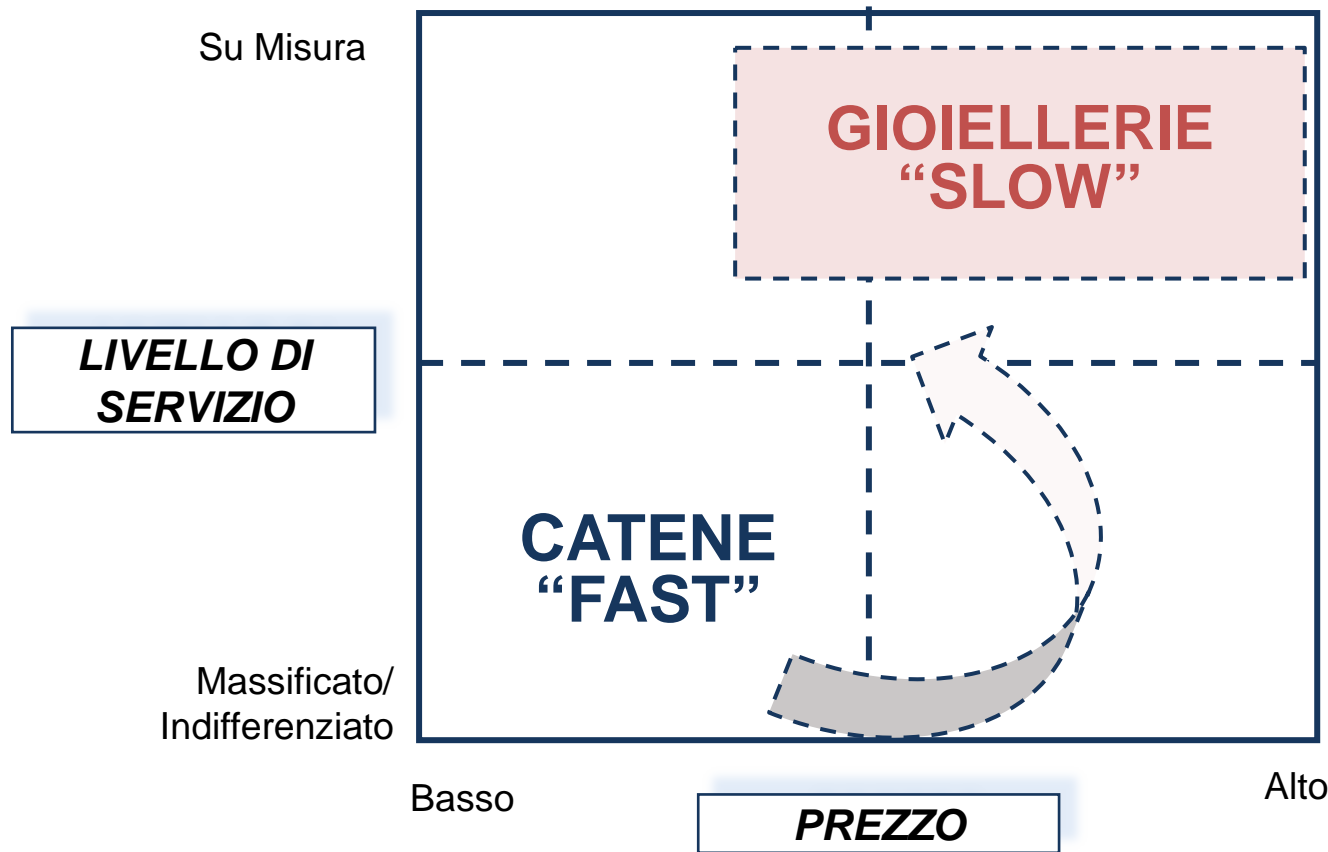 Su Misura
GIOIELLERIE
“SLOW”
LIVELLO DI
SERVIZIO
CATENE
“FAST”
Massificato/
Indifferenziato
Basso
Alto
PREZZO